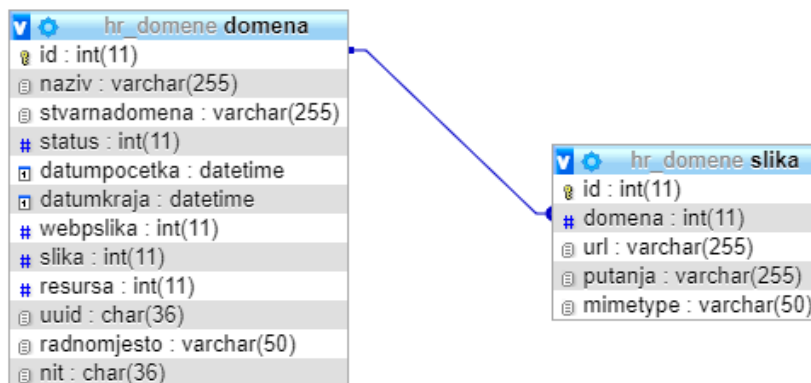 hr_domene domena
id : int(11)
naziv : varchar(255)
stvarnadomena : varchar(255)
status : int(11)
datumpocetka : datetime
datumkraja : datetime
webpslika : int(11)
slika : int(11)
resursa : int(11)
uuid : char(36)
radnomjesto : varchar(50)
nit : char(36)
hr_domene slika
id : int(11)
domena : int(11)
url : varchar(255)
putanja : varchar(255)
mimetype : varchar(50)